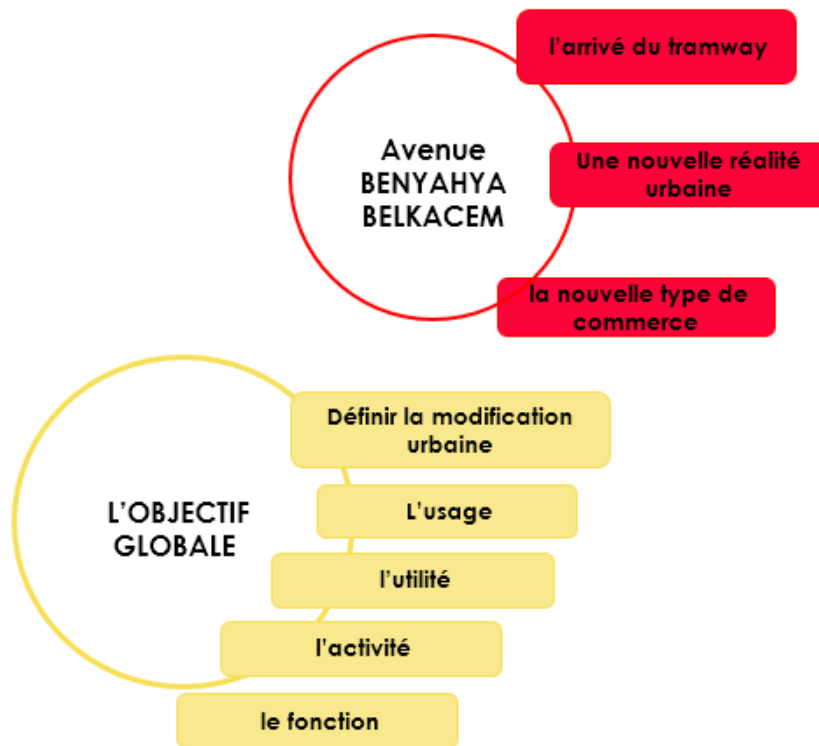 l'arrivé du tramway
Avenue
BENYAHYA
BELKACEM
Une nouvelle réalité
urbaine
la nouvelle type de
commerce
L'OBJECTIF
GLOBALE
Définir la modification
urbaine
L'usage
l'utilité
l'activité
le fonction